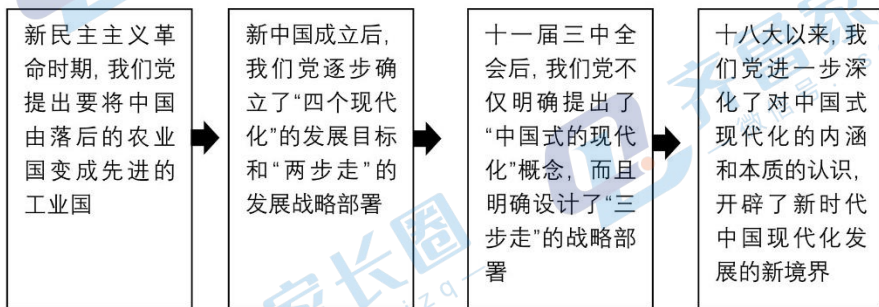 新民主主义革
命时期，我们党
提出要将中国
由落后的农业
国变成先进的
工业国
新中国成立后，
我们党逐步确
立了“四个现代
化”的发展目标
和“两步走”的
发展战略部署
十一届三中全
会后，我们党不
仅明确提出了
“中国式的现代
化”概念，而且
明确设计了“三
步走”的战略部
署
十八大以来，我
们党进一步深
化了对中国式
现代化的内涵
和本质的认识，
开辟了新时代
中国现代化发
展的新境界
家长圈
齐鲁家